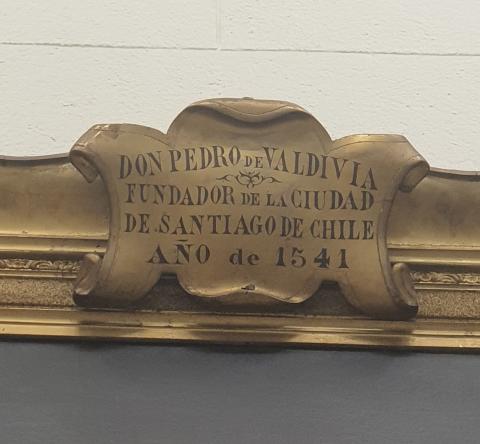 DON PEDRO DE VALDIVIA
FUNDADOR DE LA CIUDAD
DE SANTIAGO DE CHILE
AÑO de 1541